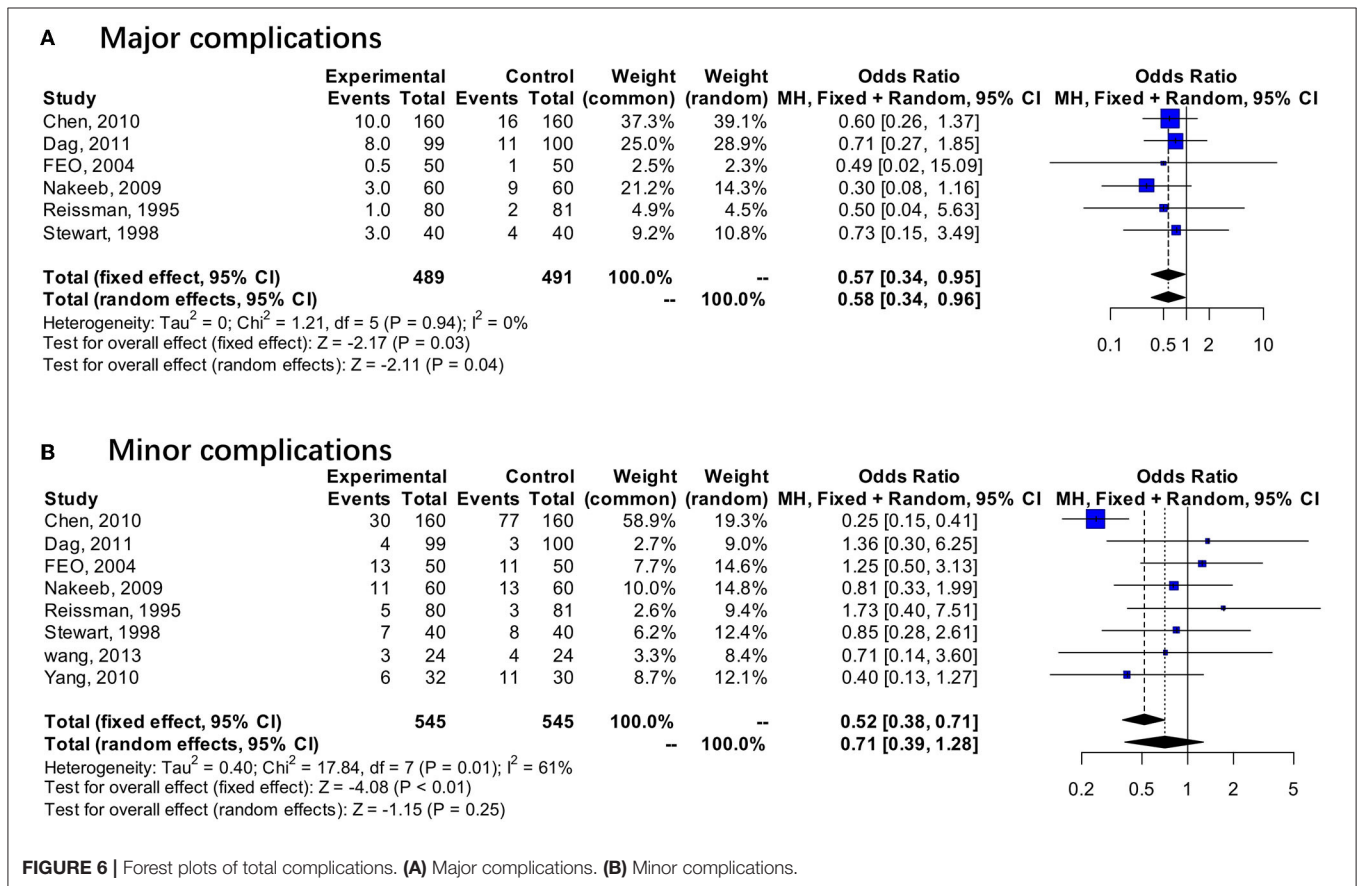 A Major complications
Experimental Control Weight Weight Odds Ratio Odds Ratio
Study Events Total Events Total (common) (random) MH, Fixed + Random, 95% CI MH, Fixed + Random, 95% CI
Chen, 2010 10.0 160 16 160 37.3% 39.1% 0.60 [0.26, 1.37]
Dag, 2011 8.0 99 11 100 25.0% 28.9% 0.71 [0.27, 1.85]
FEO, 2004 0.5 50 1 50 2.5% 2.3% 0.49 [0.02, 15.09]
Nakeeb, 2009 3.0 60 9 60 21.2% 14.3% 0.30 [0.08, 1.16]
Reissman, 1995 1.0 80 2 81 4.9% 4.5% 0.50 [0.04, 5.63]
Stewart, 1998 3.0 40 4 40 9.2% 10.8% 0.73 [0.15, 3.49]
Total (fixed effect, 95% CI) 489 491 100.0% -- 0.57 [0.34, 0.95]
Total (random effects, 95% CI) -- 100.0% 0.58 [0.34, 0.96]
Heterogeneity: Tau² = 0; Chi² = 1.21, df = 5 (P = 0.94); I² = 0%
Test for overall effect (fixed effect): Z = -2.17 (P = 0.03)
Test for overall effect (random effects): Z = -2.11 (P = 0.04)
0.1 0.5 1 2 10
B Minor complications
Experimental Control Weight Weight Odds Ratio Odds Ratio
Study Events Total Events Total (common) (random) MH, Fixed + Random, 95% CI MH, Fixed + Random, 95% CI
Chen, 2010 30 160 77 160 58.9% 19.3% 0.25 [0.15, 0.41]
Dag, 2011 4 99 3 100 2.7% 9.0% 1.36 [0.30, 6.25]
FEO, 2004 13 50 11 50 7.7% 14.6% 1.25 [0.50, 3.13]
Nakeeb, 2009 11 60 13 60 10.0% 14.8% 0.81 [0.33, 1.99]
Reissman, 1995 5 80 3 81 2.6% 9.4% 1.73 [0.40, 7.51]
Stewart, 1998 7 40 8 40 6.2% 12.4% 0.85 [0.28, 2.61]
wang, 2013 3 24 4 24 3.3% 8.4% 0.71 [0.14, 3.60]
Yang, 2010 6 32 11 30 8.7% 12.1% 0.40 [0.13, 1.27]
Total (fixed effect, 95% CI) 545 545 100.0% -- 0.52 [0.38, 0.71]
Total (random effects, 95% CI) -- 100.0% 0.71 [0.39, 1.28]
Heterogeneity: Tau² = 0.40; Chi² = 17.84, df = 7 (P = 0.01); I² = 61%
Test for overall effect (fixed effect): Z = -4.08 (P < 0.01)
Test for overall effect (random effects): Z = -1.15 (P = 0.25)
0.2 0.5 1 2 5
FIGURE 6 | Forest plots of total complications. (A) Major complications. (B) Minor complications.